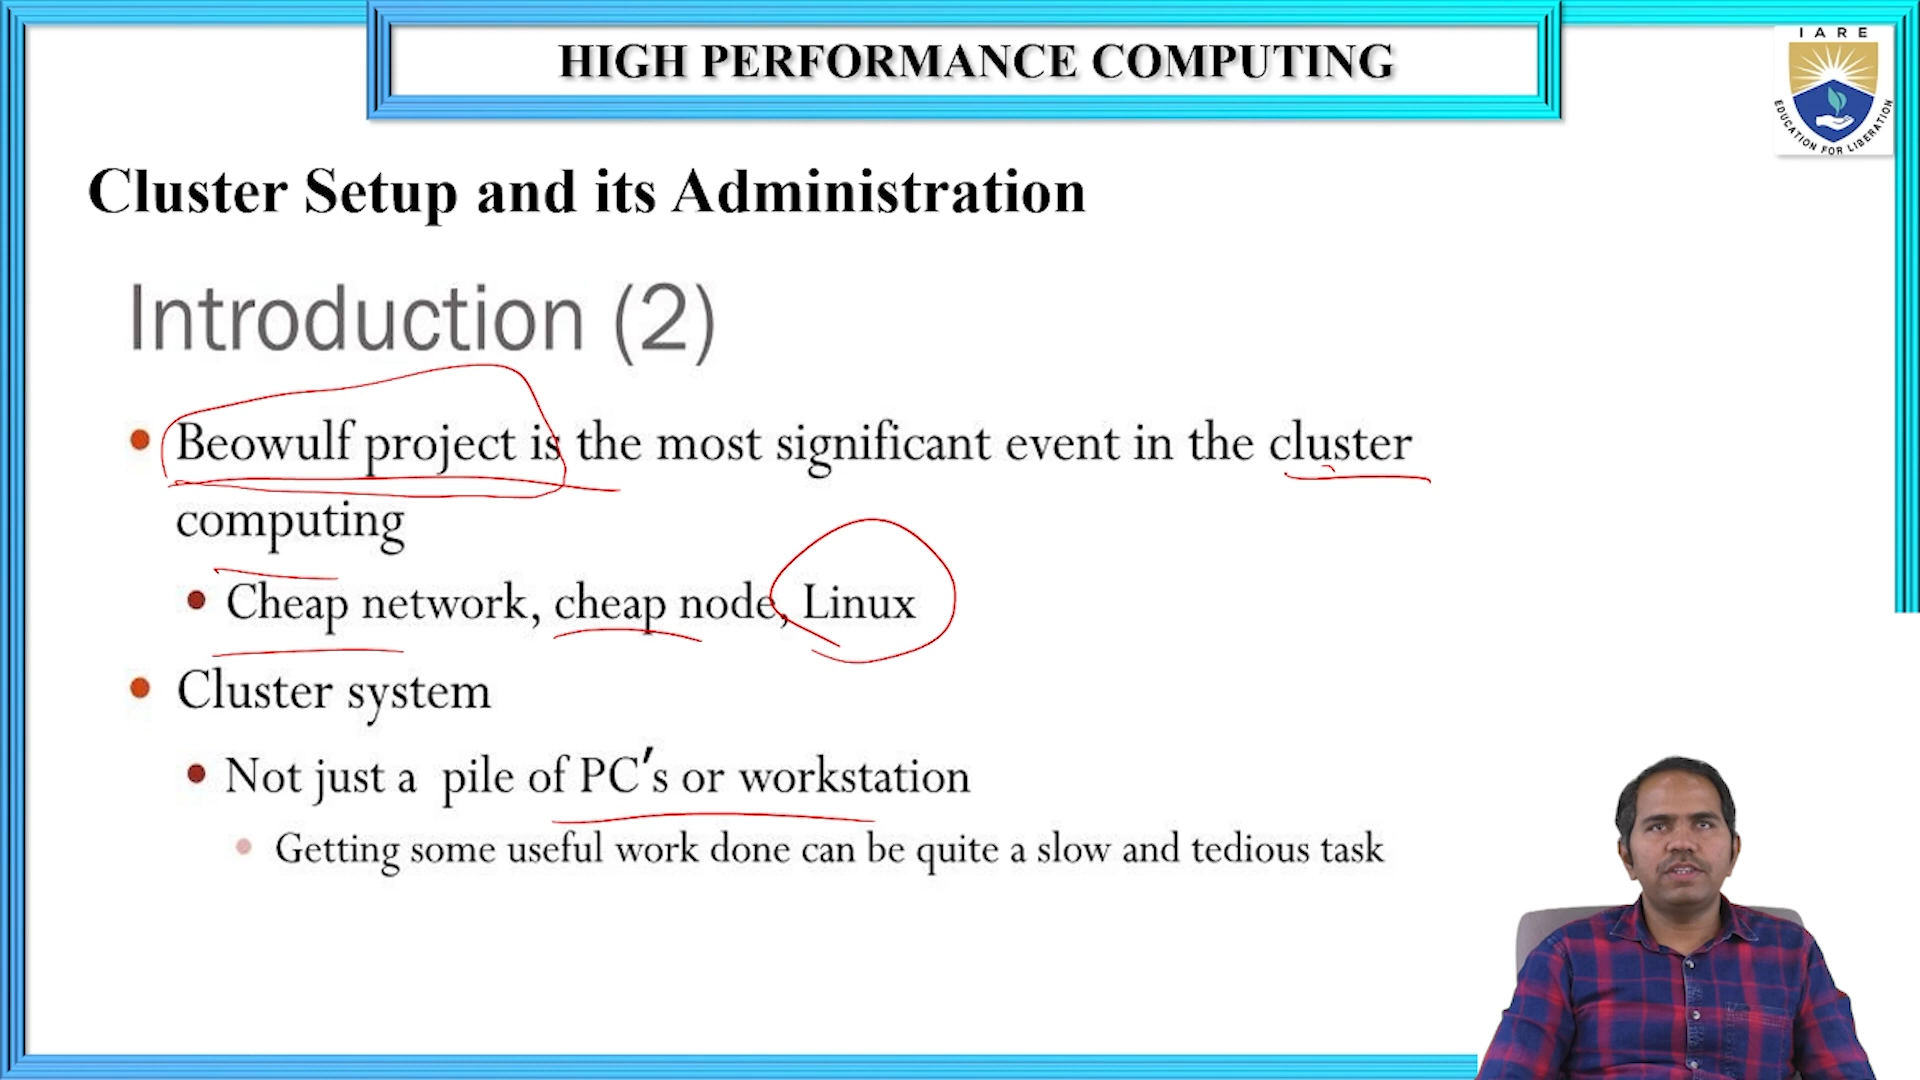 HIGH PERFORMANCE COMPUTING
IARE
EDUCATION FOR LIBERATION
Cluster Setup and its Administration
Introduction (2)
• Beowulf project is the most significant event in the cluster
computing
• Cheap network, cheap node, Linux
• Cluster system
• Not just a pile of PC's or workstation
• Getting some useful work done can be quite a slow and tedious task